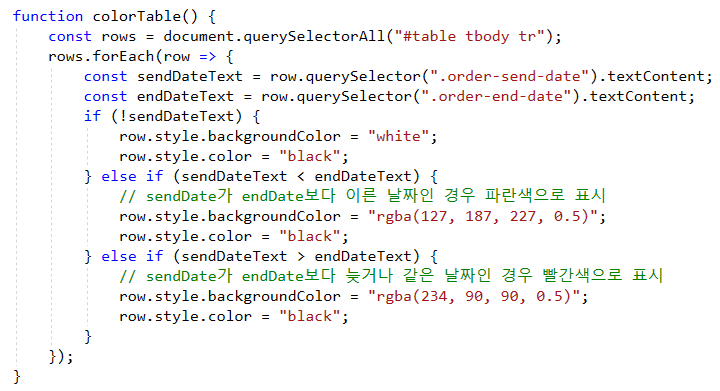 function colorTable() {
    const rows = document.querySelectorAll("#table tbody tr");
    rows.forEach(row => {
        const sendDateText = row.querySelector(".order-send-date").textContent;
        const endDateText = row.querySelector(".order-end-date").textContent;
        if (!sendDateText) {
            row.style.backgroundColor = "white";
            row.style.color = "black";
        } else if (sendDateText < endDateText) {
            // sendDate가 endDate보다 이른 날짜인 경우 파란색으로 표시
            row.style.backgroundColor = "rgba(127, 187, 227, 0.5)";
            row.style.color = "black";
        } else if (sendDateText > endDateText) {
            // sendDate가 endDate보다 늦거나 같은 날짜인 경우 빨간색으로 표시
            row.style.backgroundColor = "rgba(234, 90, 90, 0.5)";
            row.style.color = "black";
        }
    });
}